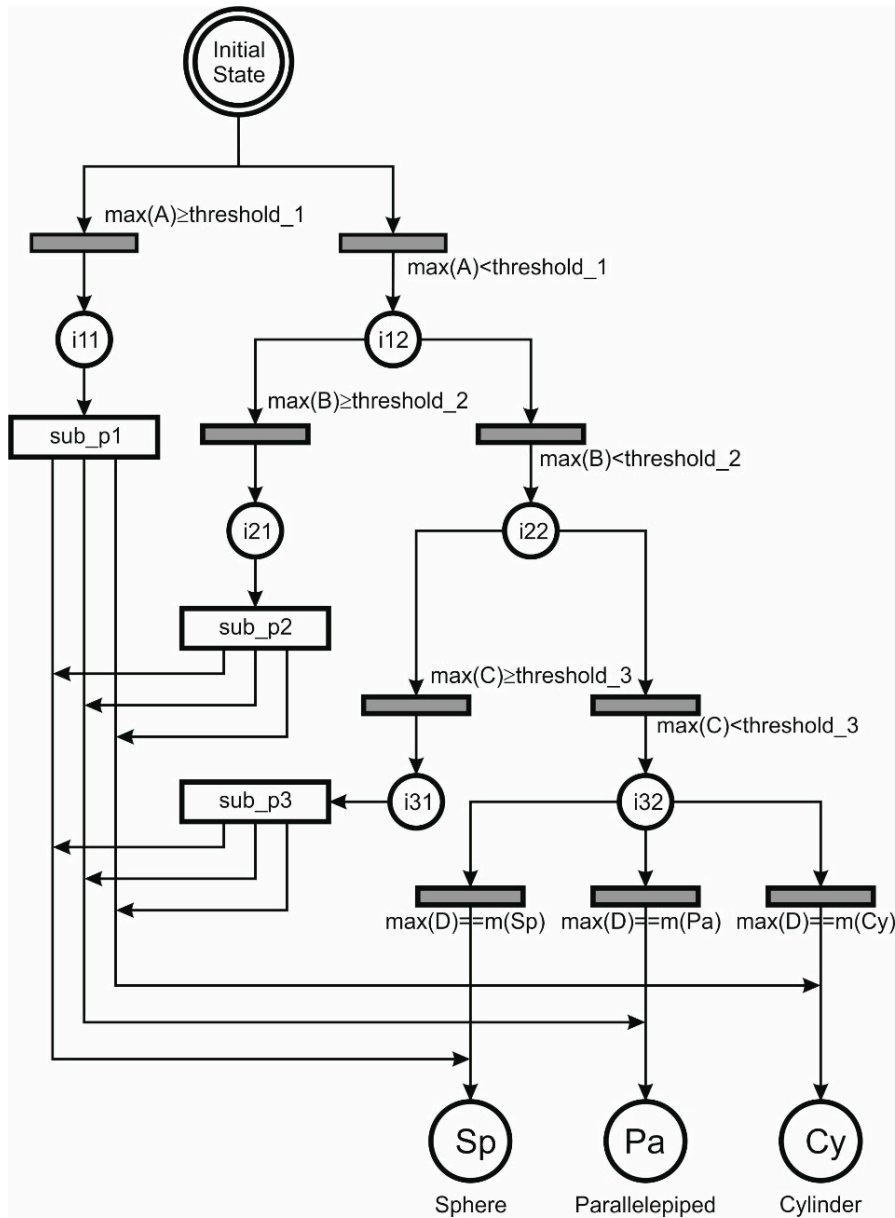 Initial
State
max(A)≥threshold_1
max(A)<threshold_1
i11
i12
max(B)≥threshold_2
sub_p1
max(B)<threshold_2
i21
i22
sub_p2
max(C)≥threshold_3
max(C)<threshold_3
sub_p3
i31
i32
max(D)==m(Sp)
max(D)==m(Pa)
max(D)==m(Cy)
Sp
Pa
Cy
Sphere
Parallelepiped
Cylinder